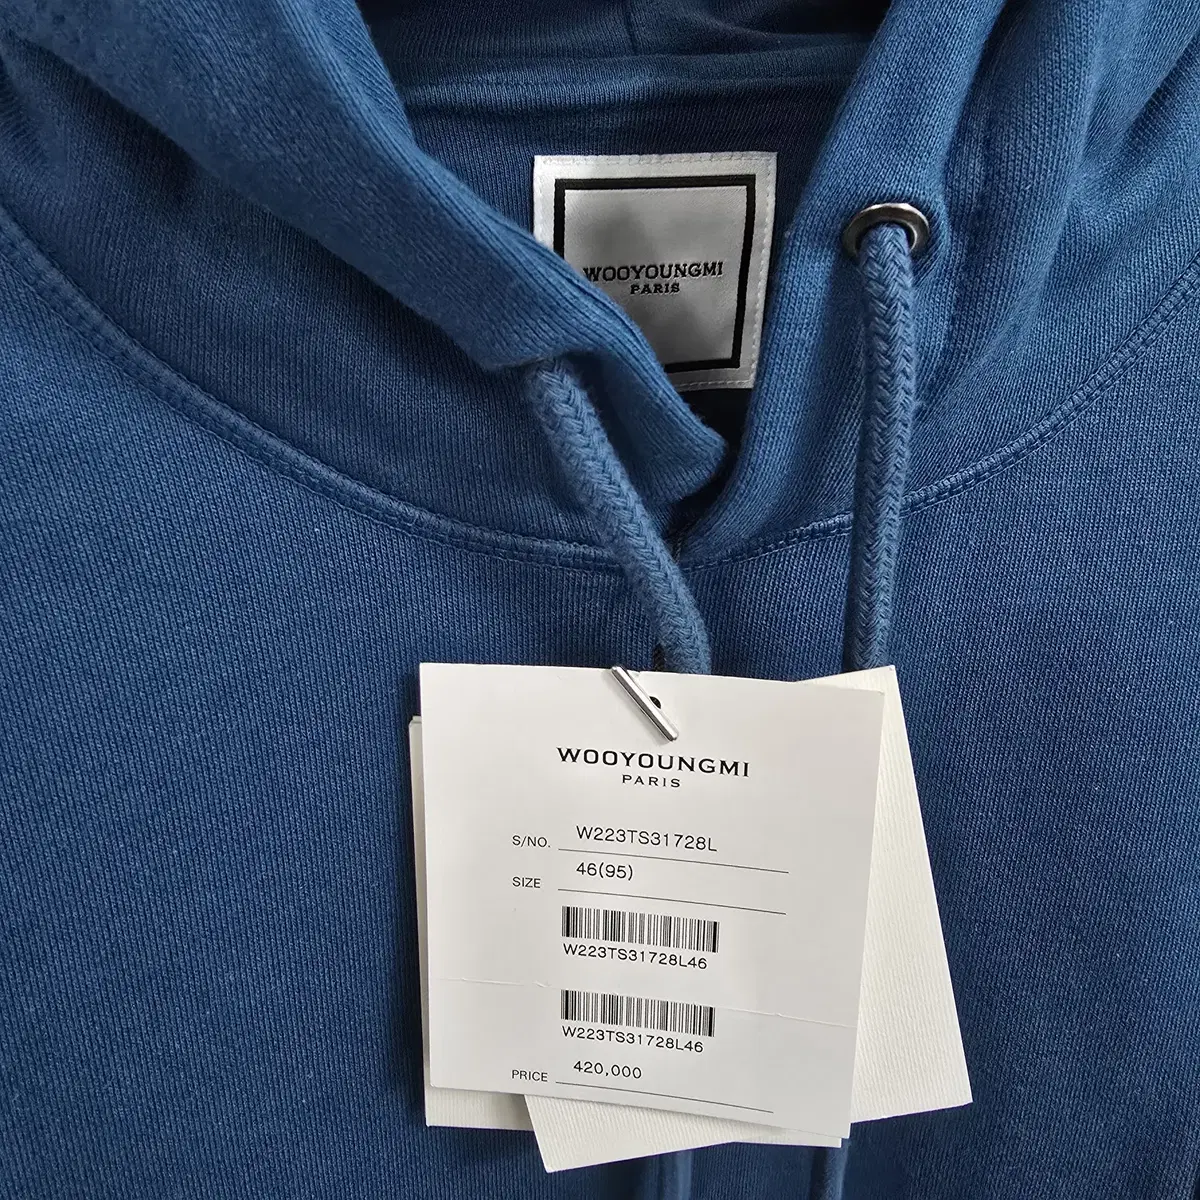 WOOYOUNGMI
PARIS
WOOYOUNGMI
PARIS
S/NO. W223TS31728L
SIZE 46(95)
W223TS31728L46
W223TS31728L46
PRICE 420,000